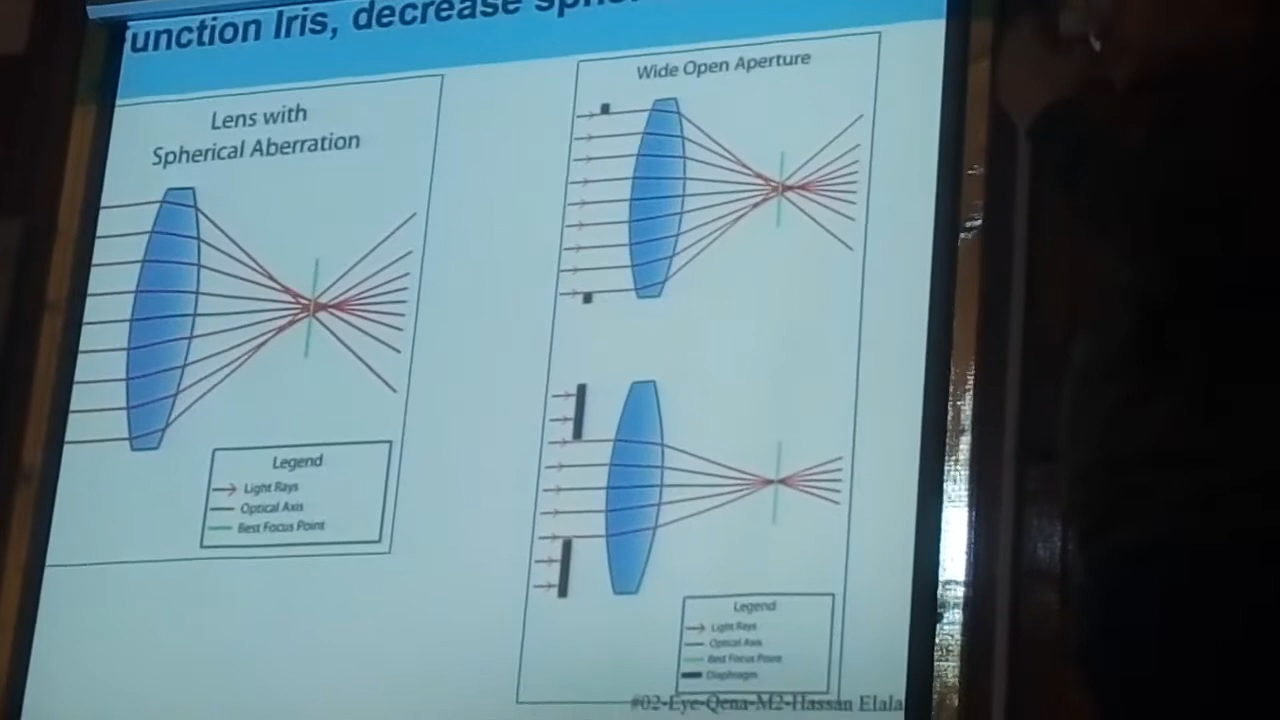 unction Iris, decrease
Lens with
Spherical Aberration
Legend
Light Rays
Optical Axis
Best Focus Point
Wide Open Aperture
Legend
Light Rays
Optical Axis
Best Focus Point
Diaphragm
#02-Eye-Qena-M2-Hassan Elala